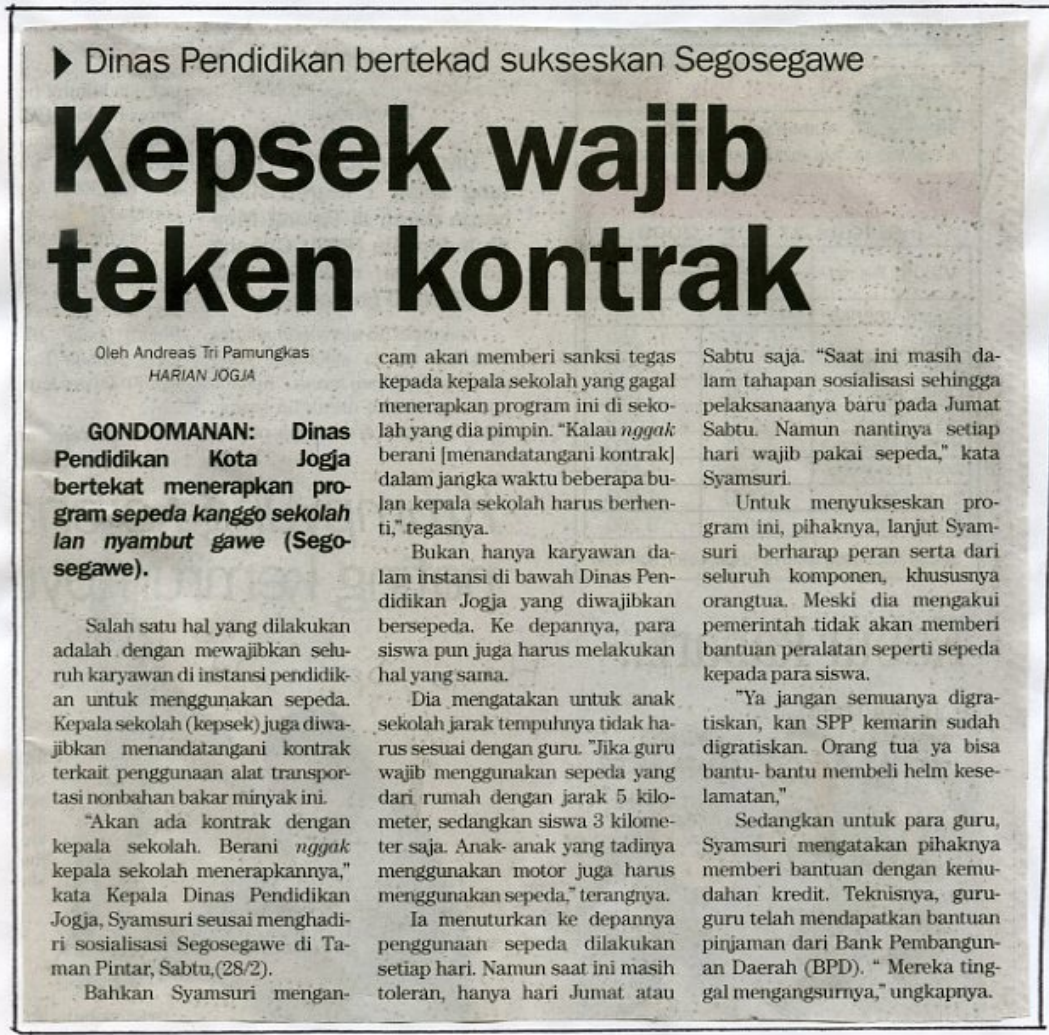 ▶ Dinas Pendidikan bertekad sukseskan Segosegawe
Kepsek wajib
teken kontrak
Oleh Andreas Tri Pamungkas
HARIAN JOGJA
GONDOMANAN: Dinas
Pendidikan Kota Jogja
bertekat menerapkan pro-
gram sepeda kanggo sekolah
lan nyambut gawe (Sego-
segawe).
Salah satu hal yang dilakukan
adalah dengan mewajibkan selu-
ruh karyawan di instansi pendidik-
an untuk menggunakan sepeda.
Kepala sekolah (kepsek) juga diwa-
jibkan menandatangani kontrak
terkait penggunaan alat transpor-
tasi nonbahan bakar minyak ini.
"Akan ada kontrak dengan
kepala sekolah. Berani nggak
kepala sekolah menerapkannya,"
kata Kepala Dinas Pendidikan
Jogja, Syamsuri seusai menghadi-
ri sosialisasi Segosegawe di Ta-
man Pintar, Sabtu,(28/2).
Bahkan Syamsuri mengan-
cam akan memberi sanksi tegas
kepada kepala sekolah yang gagal
menerapkan program ini di seko-
lah yang dia pimpin. "Kalau nggak
berani [menandatangani kontrak]
dalam jangka waktu beberapa bu-
lan kepala sekolah harus berhen-
ti," tegasnya.
Bukan hanya karyawan da-
lam instansi di bawah Dinas Pen-
didikan Jogja yang diwajibkan
bersepeda. Ke depannya, para
siswa pun juga harus melakukan
hal yang sama.
Dia mengatakan untuk anak
sekolah jarak tempuhnya tidak ha-
rus sesuai dengan guru. "Jika guru
wajib menggunakan sepeda yang
dari rumah dengan jarak 5 kilo-
meter, sedangkan siswa 3 kilome-
ter saja. Anak- anak yang tadinya
menggunakan motor juga harus
menggunakan sepeda," terangnya.
Ia menuturkan ke depannya
penggunaan sepeda dilakukan
setiap hari. Namun saat ini masih
toleran, hanya hari Jumat atau
Sabtu saja. "Saat ini masih da-
lam tahapan sosialisasi sehingga
pelaksanaanya baru pada Jumat
Sabtu. Namun nantinya setiap
hari wajib pakai sepeda," kata
Syamsuri.
Untuk menyukseskan pro-
gram ini, pihaknya, lanjut Syam-
suri berharap peran serta dari
seluruh komponen, khususnya
orangtua. Meski dia mengakui
pemerintah tidak akan memberi
bantuan peralatan seperti sepeda
kepada para siswa.
"Ya jangan semuanya digra-
tiskan, kan SPP kemarin sudah
digratiskan. Orang tua ya bisa
bantu- bantu membeli helm kese-
lamatan,"
Sedangkan untuk para guru,
Syamsuri mengatakan pihaknya
memberi bantuan dengan kemu-
dahan kredit. Teknisnya, guru-
guru telah mendapatkan bantuan
pinjaman dari Bank Pembangun-
an Daerah (BPD). " Mereka ting-
gal mengangsurnya," ungkapnya.